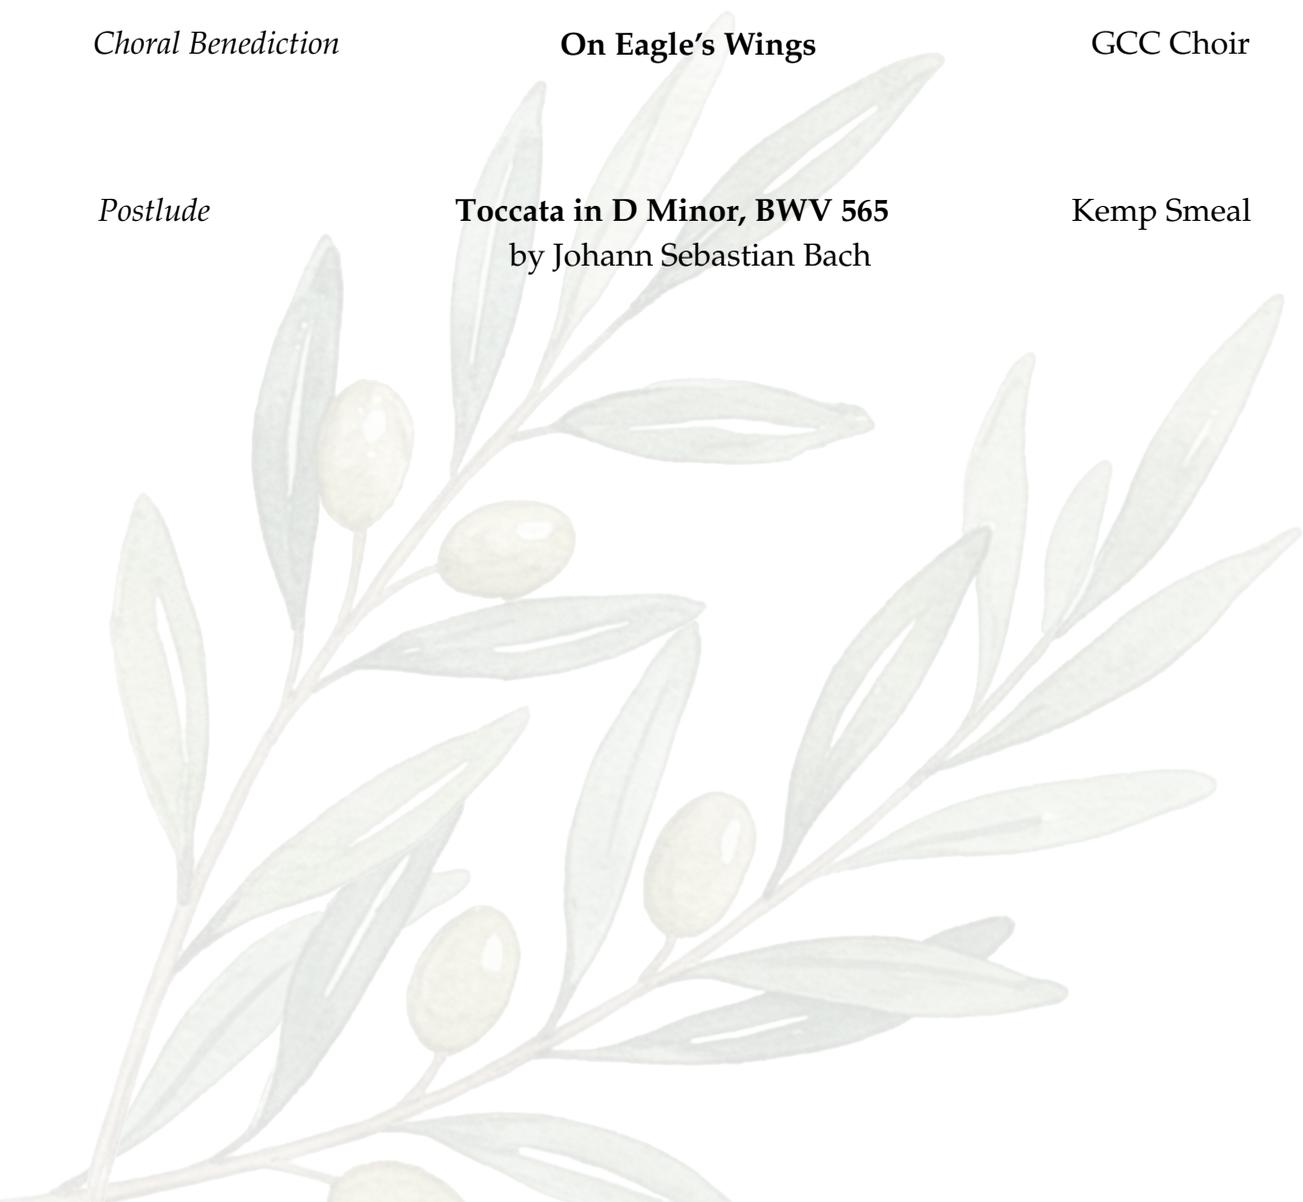 Choral Benediction On Eagle’s Wings GCC Choir
Postlude Toccata in D Minor, BWV 565 Kemp Smeal
by Johann Sebastian Bach